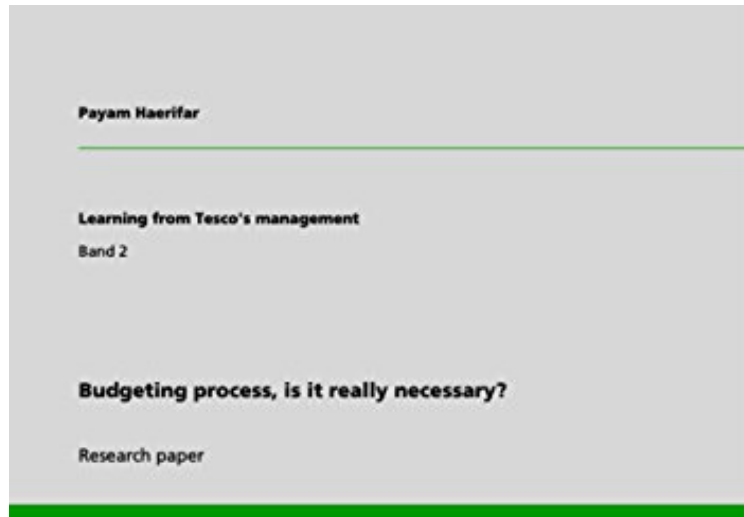 Payam Haerifar
Learning from Tesco's management
Band 2
Budgeting process, is it really necessary?
Research paper